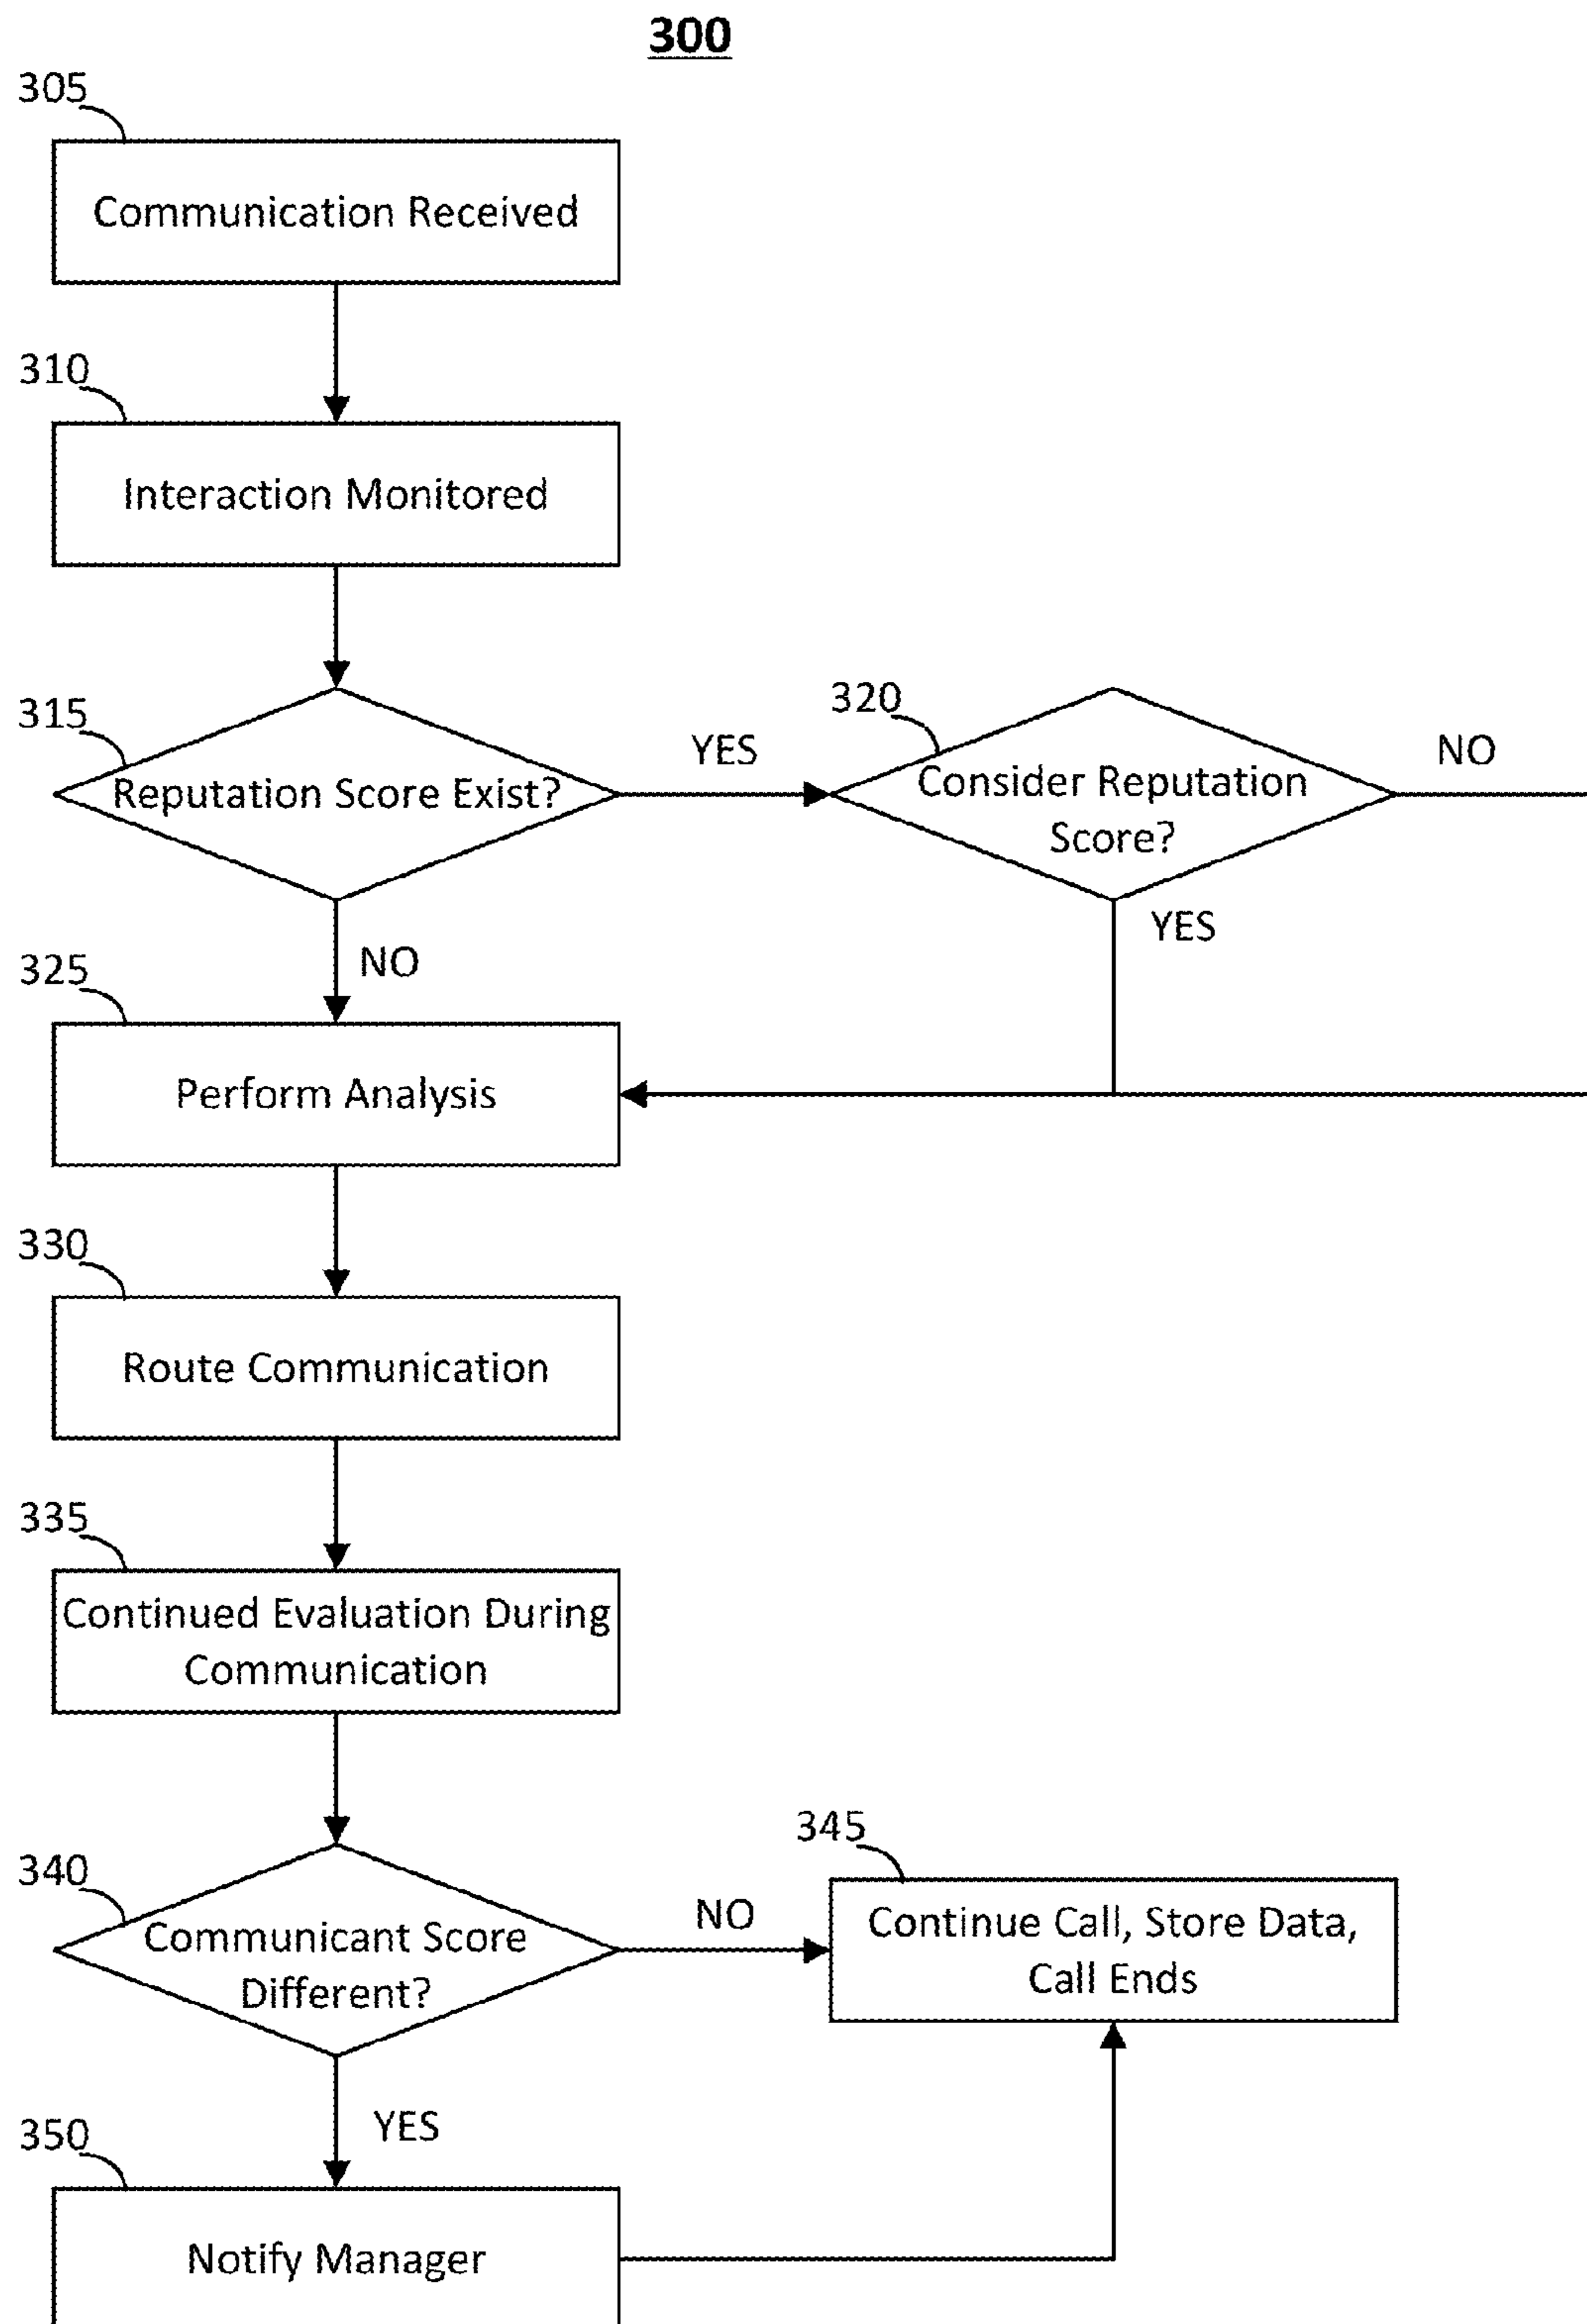 300
305
Communication Received
310
Interaction Monitored
315
Reputation Score Exist?
YES
320
Consider Reputation
Score?
NO
YES
NO
325
Perform Analysis
330
Route Communication
335
Continued Evaluation During
Communication
340
Communicant Score
Different?
NO
345
Continue Call, Store Data,
Call Ends
YES
350
Notify Manager